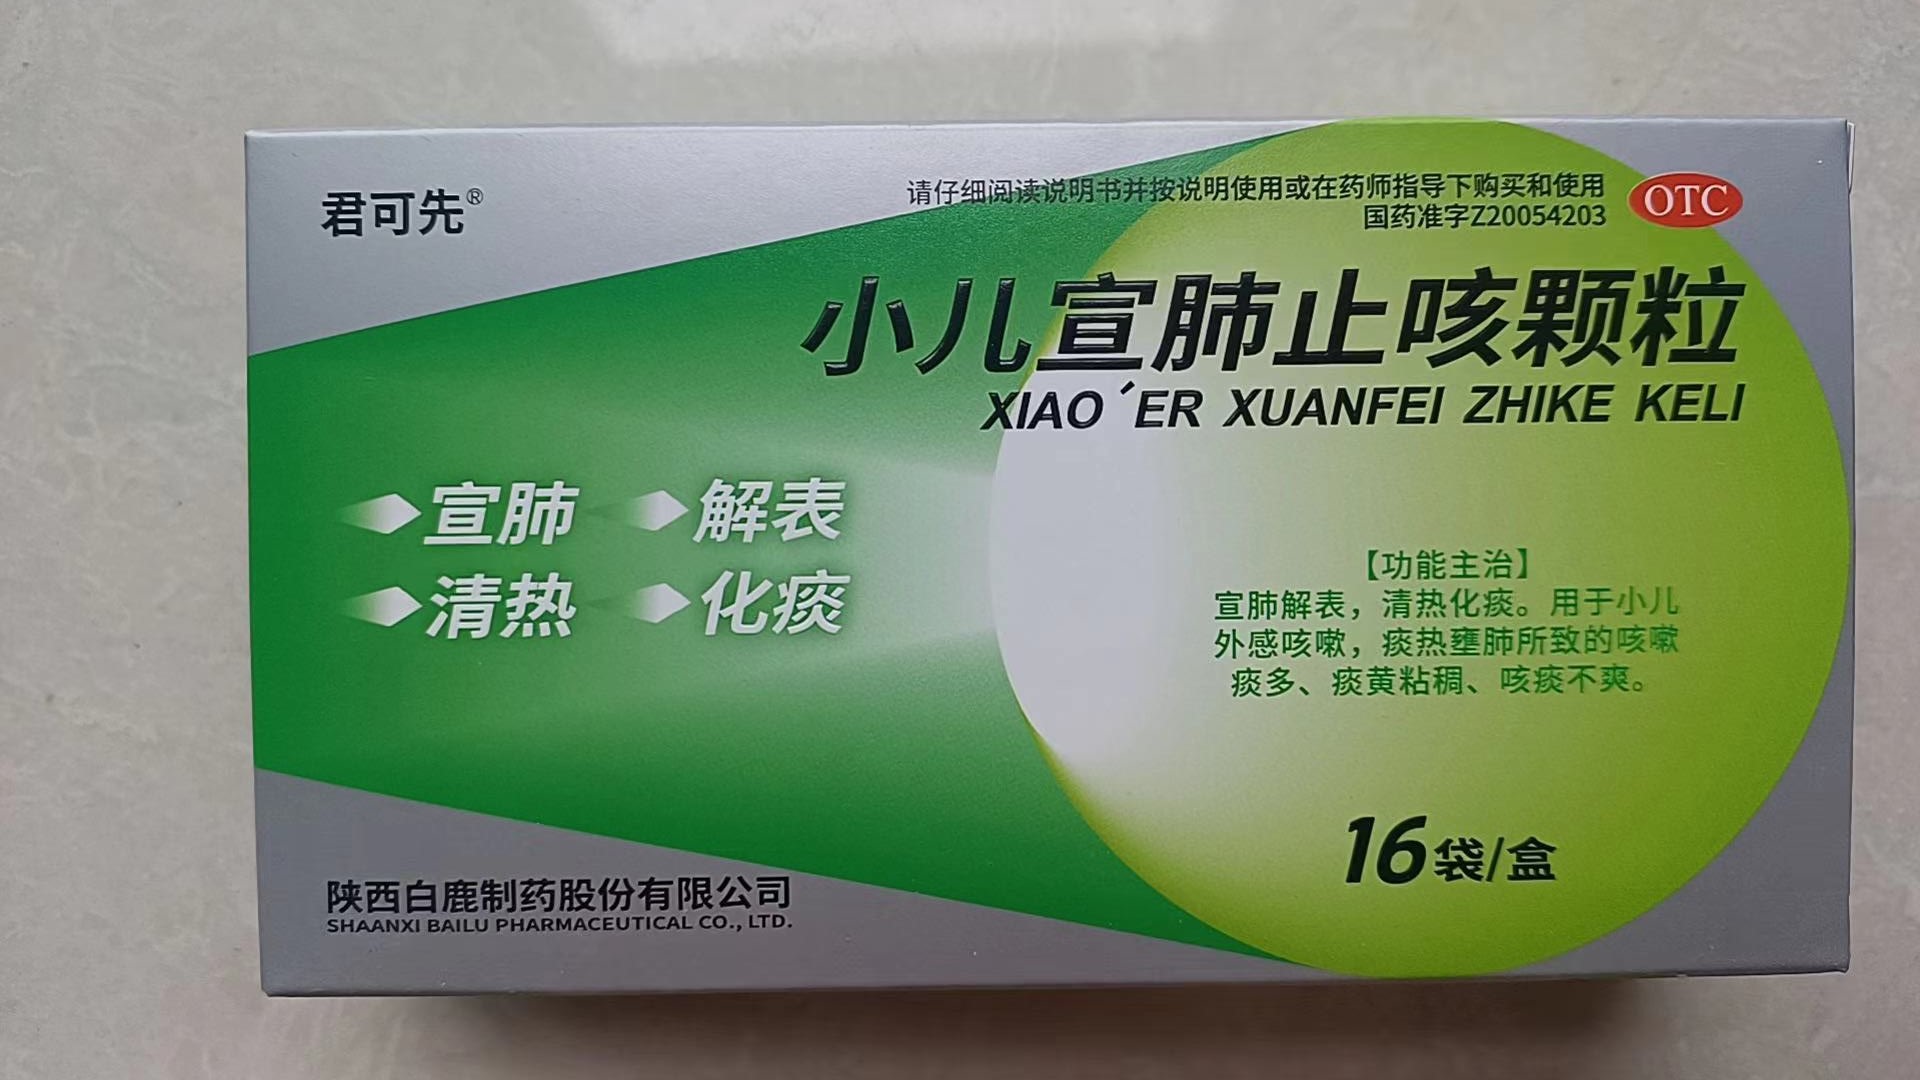 君可先®
请仔细阅读说明书并按说明使用或在药师指导下购买和使用
国药准字Z20054203
OTC
小儿宣肺止咳颗粒
XIAO'ER XUANFEI ZHIKE KELI
宣肺 解表
清热 化痰
【功能主治】
宣肺解表，清热化痰。用于小儿
外感咳嗽，痰热壅肺所致的咳嗽
痰多、痰黄粘稠、咳痰不爽。
16袋/盒
陕西白鹿制药股份有限公司
SHAANXI BAILU PHARMACEUTICAL CO., LTD.